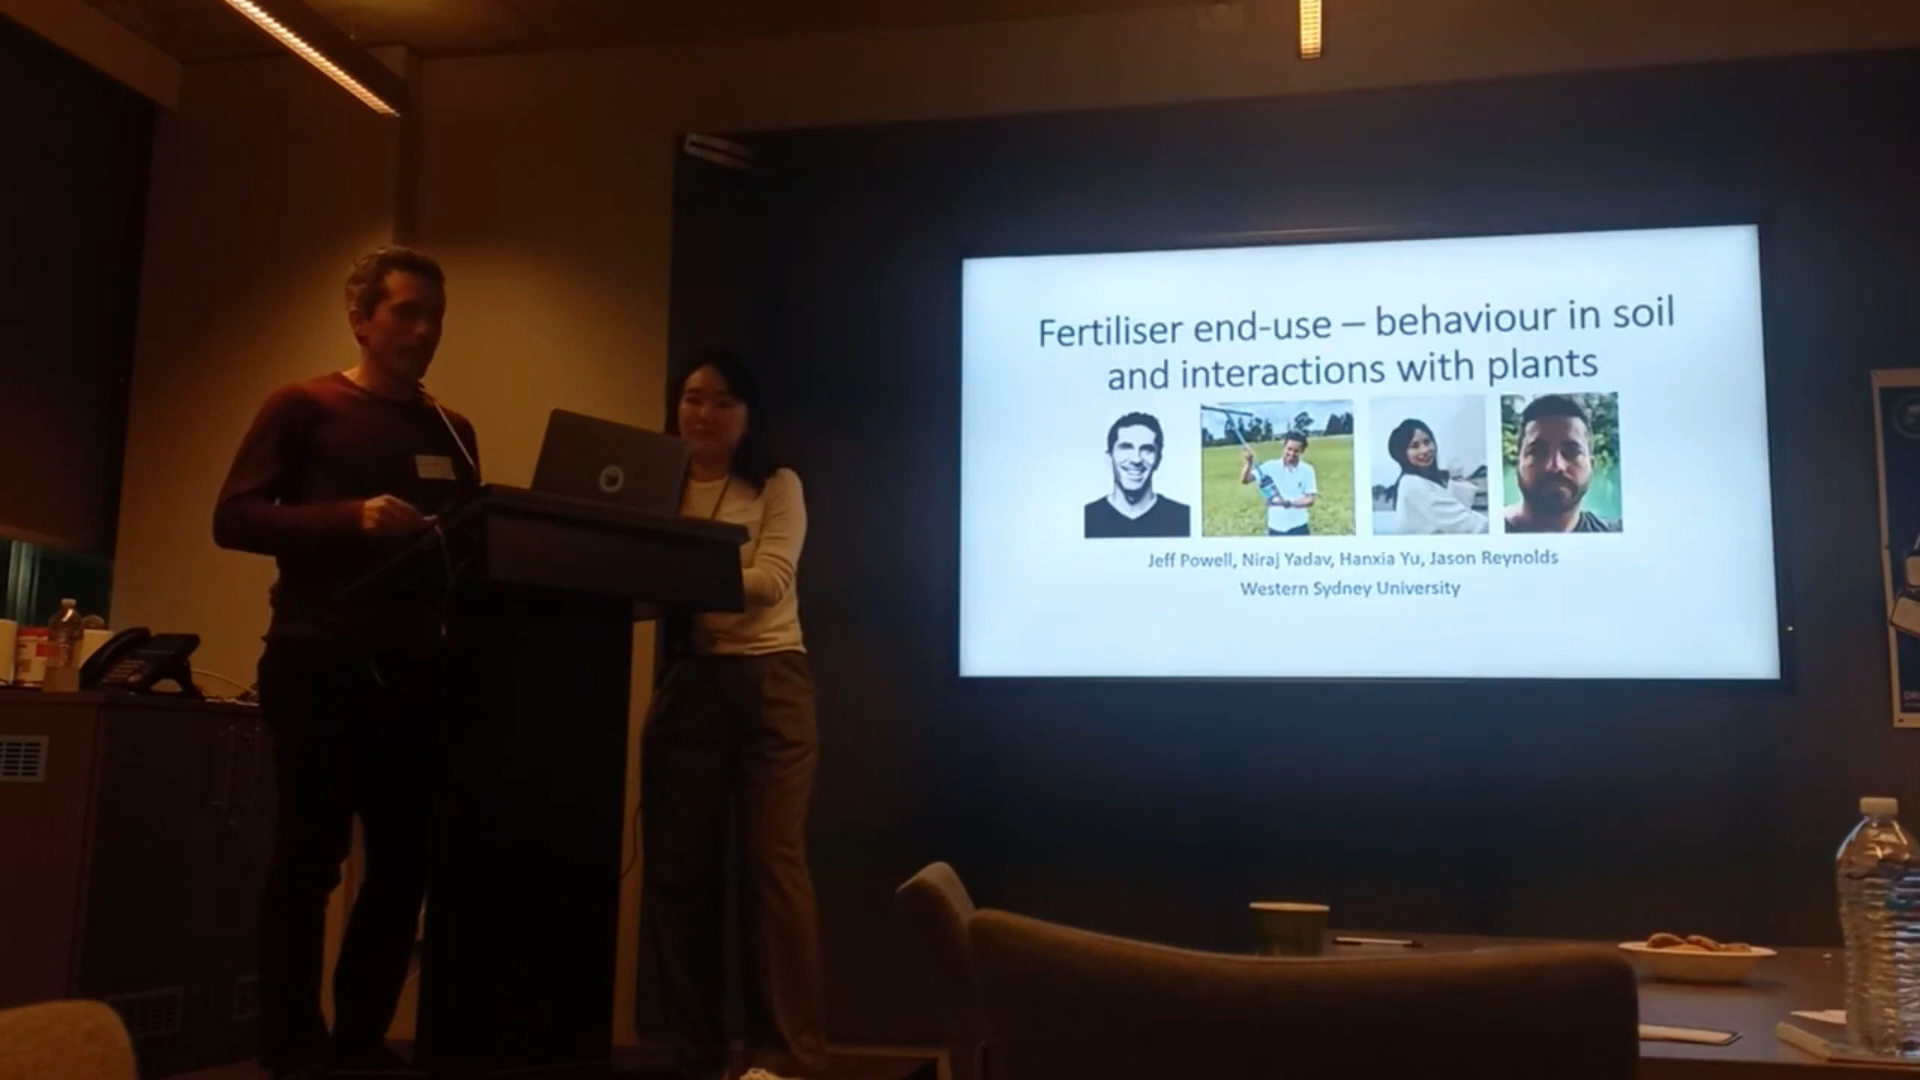 Fertiliser end-use – behaviour in soil
and interactions with plants
Jeff Powell, Niraj Yadav, Hanxia Yu, Jason Reynolds
Western Sydney University